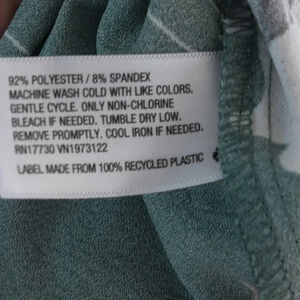 92% POLYESTER / 8% SPANDEX
MACHINE WASH COLD WITH LIKE COLORS.
GENTLE CYCLE. ONLY NON-CHLORINE
BLEACH IF NEEDED. TUMBLE DRY LOW.
REMOVE PROMPTLY. COOL IRON IF NEEDED.
RN17730 VN1973122
LABEL MADE FROM 100% RECYCLED PLASTIC